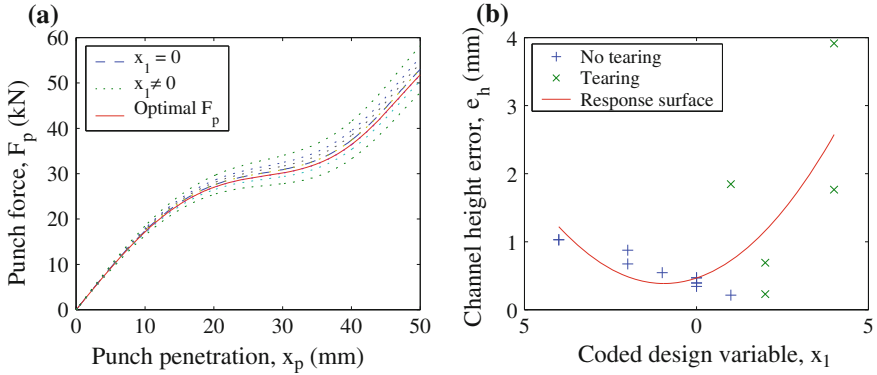 (a)
60
50
40
30
20
10
0
Punch force, F_p (kN)
x_1 = 0
x_1 ≠ 0
Optimal F_p
0 10 20 30 40 50
Punch penetration, x_p (mm)
(b)
4
3
2
1
0
Channel height error, e_h (mm)
No tearing
Tearing
Response surface
5 0 5
Coded design variable, x_1